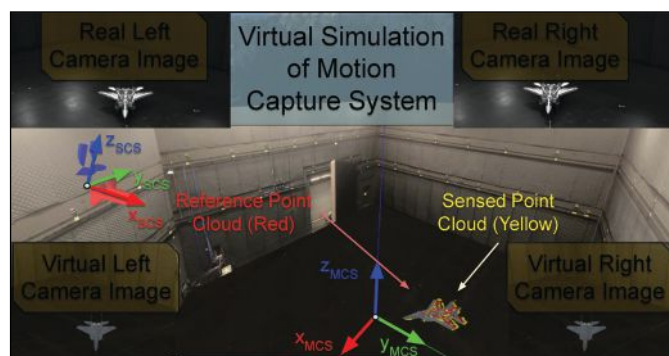 Real Left
Camera Image
Virtual Simulation
of Motion
Capture System
Real Right
Camera Image
zSCS
ySCS
xSCS
Reference Point
Cloud (Red)
Sensed Point
Cloud (Yellow)
Virtual Left
Camera Image
zMCS
xMCS
yMCS
Virtual Right
Camera Image